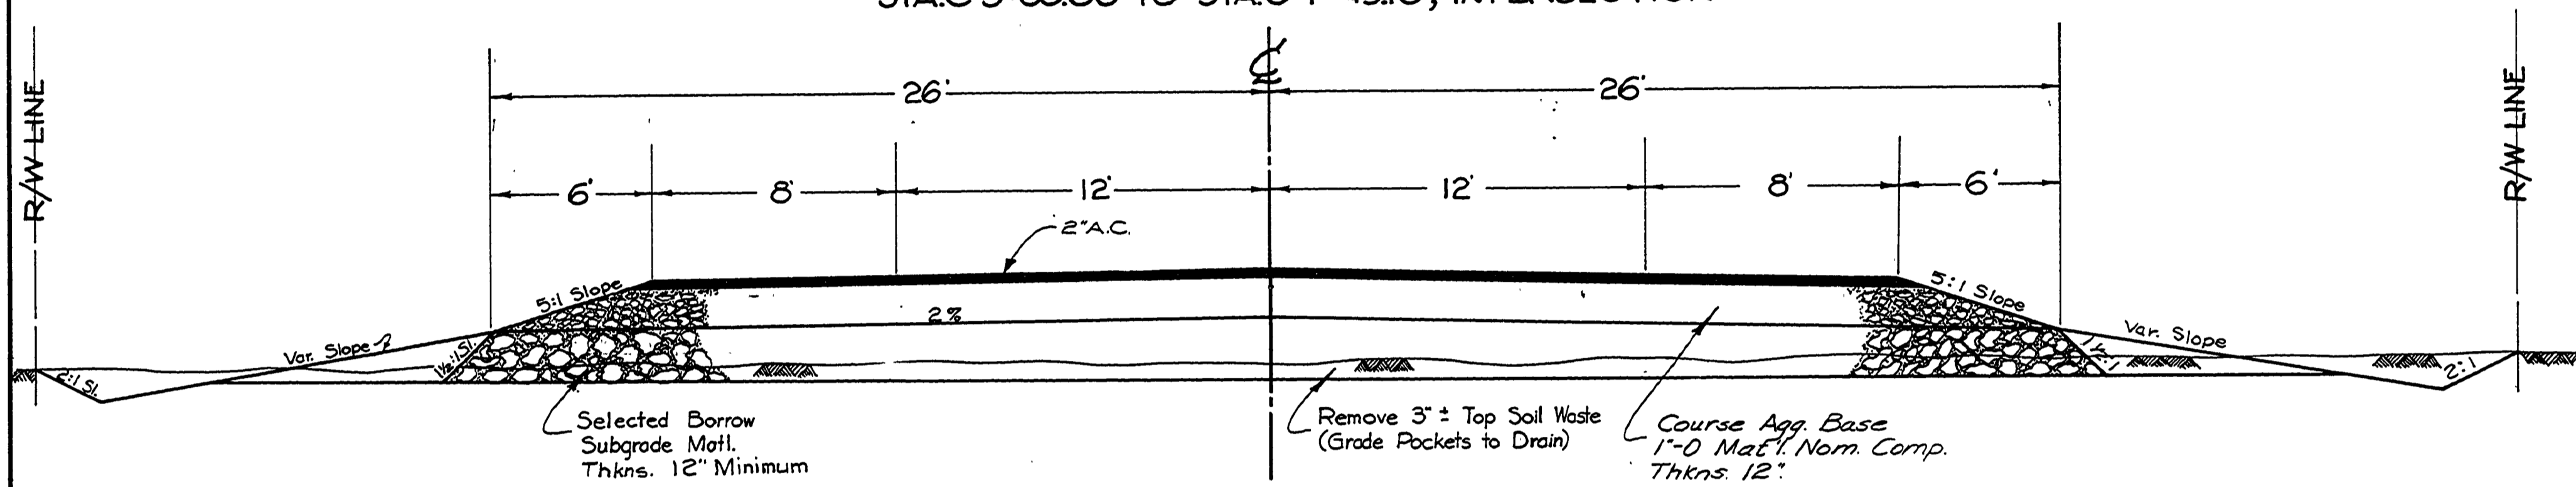 R/W LINE
℄
R/W LINE
26'
26'
6'
8'
12'
12'
8'
6'
2" A.C.
5:1 Slope
5:1 Slope
2%
Var. Slope
Var. Slope
1½:1 Sl.
1½:1
2:1 Sl.
2:1
Selected Borrow
Subgrade Matl.
Thkns. 12" Minimum
Remove 3" ± Top Soil Waste
(Grade Pockets to Drain)
Course Agg. Base
1"-0 Mat'l. Nom. Comp.
Thkns. 12".